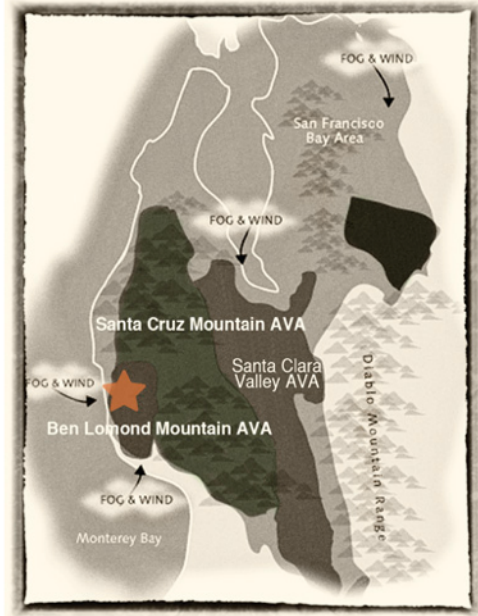 FOG & WIND
San Francisco
Bay Area
FOG & WIND
Santa Cruz Mountain AVA
Santa Clara
Valley AVA
Diablo Mountain Range
FOG & WIND
Ben Lomond Mountain AVA
FOG & WIND
Monterey Bay